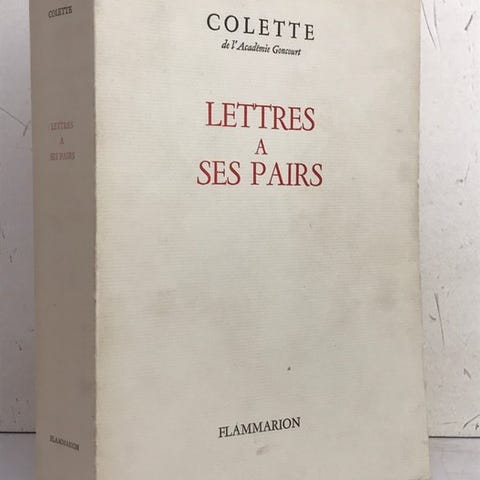 COLETTE
LETTRES
A
SES PAIRS
FLAMMARION
COLETTE
de l'Académie Goncourt
LETTRES
A
SES PAIRS
FLAMMARION